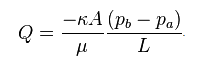 Q = \frac{-\kappa A}{\mu} \frac{(p_b - p_a)}{L}